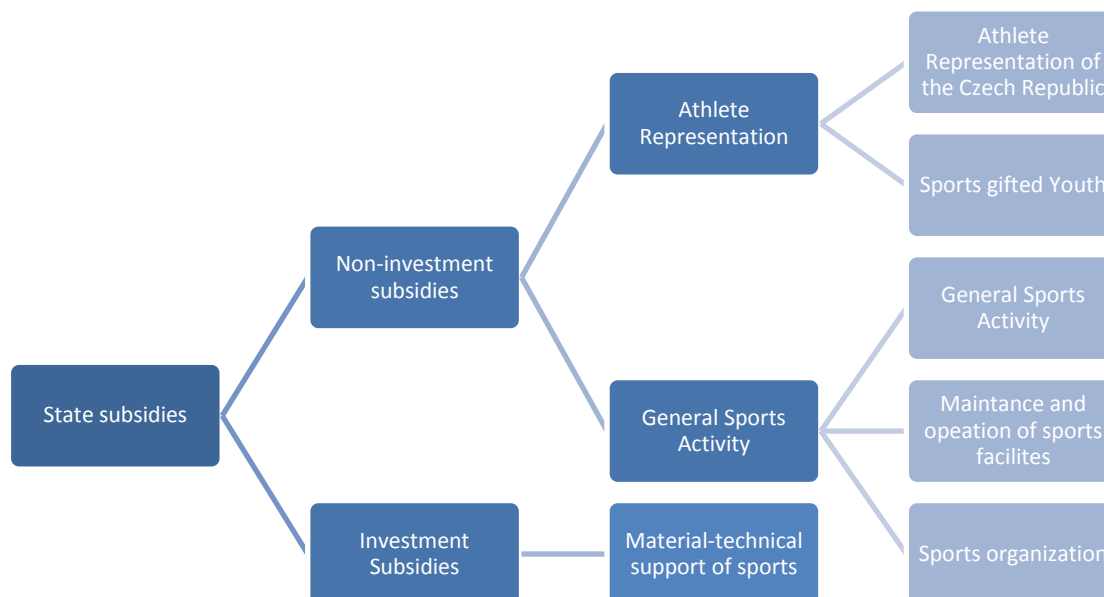 Athlete
Representation of
the Czech Republic
Athlete
Representation
Sports gifted Youth
Non-investment
subsidies
General Sports
Activity
State subsidies
General Sports
Activity
Maintance and
opeation of sports
facilites
Investment
Subsidies
Material-technical
support of sports
Sports organization